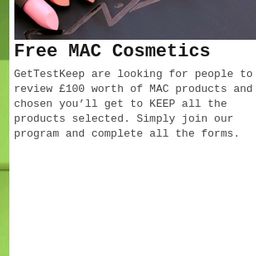 Free MAC Cosmetics
GetTestKeep are looking for people to
review £100 worth of MAC products and
chosen you’ll get to KEEP all the
products selected. Simply join our
program and complete all the forms.